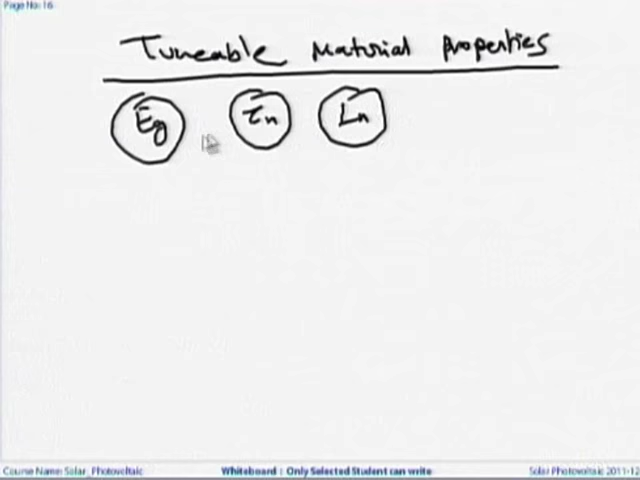 Page No: 16
Tuneable Material Properties
Eg τn Ln
Course Name: Solar_Photovoltaic Whiteboard | Only Selected Student can write Solar Photovoltaic 2011-12